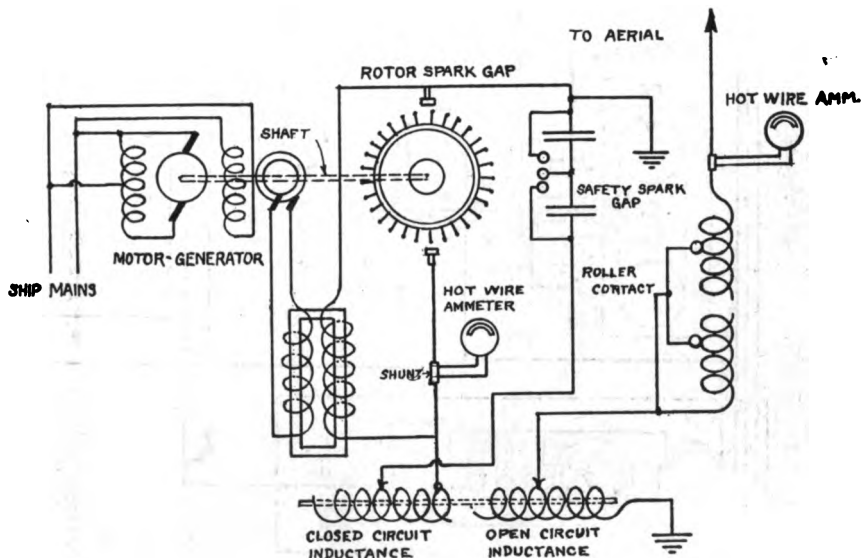 TO AERIAL
ROTOR SPARK GAP
HOT WIRE AMM.
SHAFT
SAFETY SPARK
GAP
MOTOR-GENERATOR
SHIP MAINS
ROLLER
CONTACT
HOT WIRE
AMMETER
SHUNT
CLOSED CIRCUIT
INDUCTANCE
OPEN CIRCUIT
INDUCTANCE